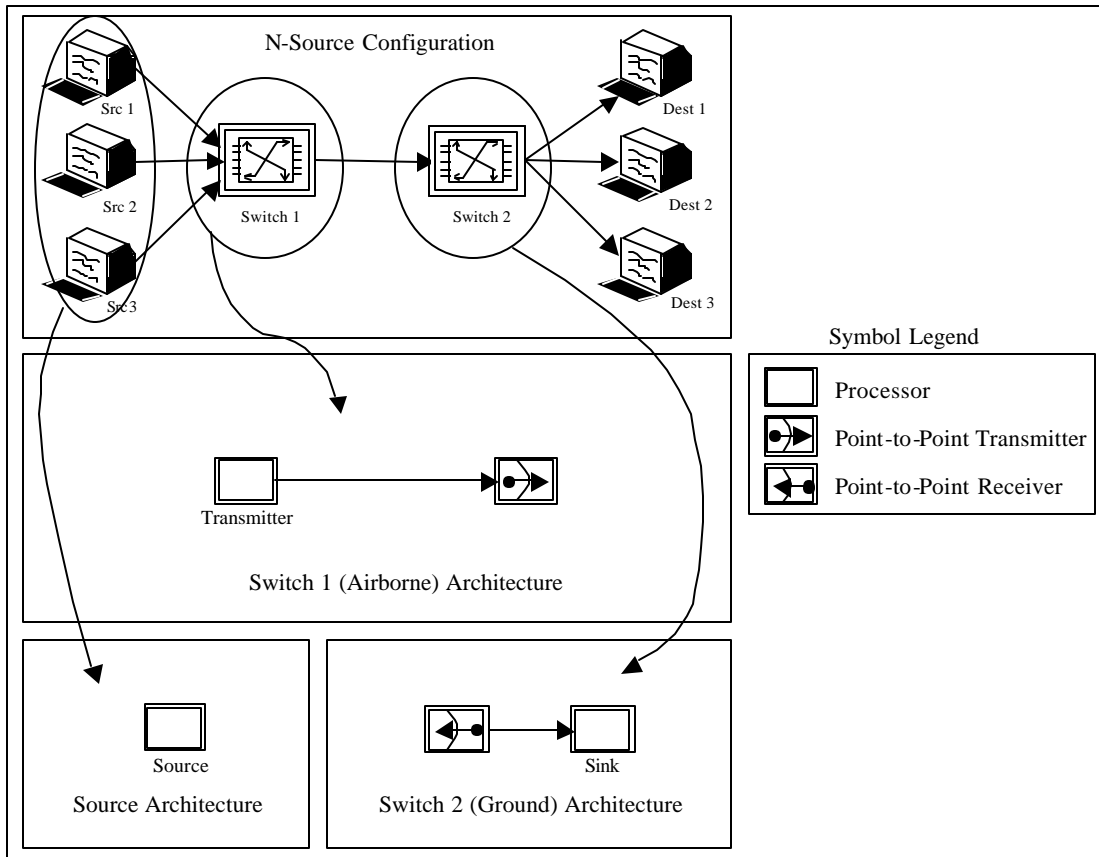 N-Source Configuration
Src 1
Src 2
Src3
Switch 1
Switch 2
Dest 1
Dest 2
Dest 3
Symbol Legend
Processor
Point-to-Point Transmitter
Point-to-Point Receiver
Transmitter
Switch 1 (Airborne) Architecture
Source
Source Architecture
Sink
Switch 2 (Ground) Architecture